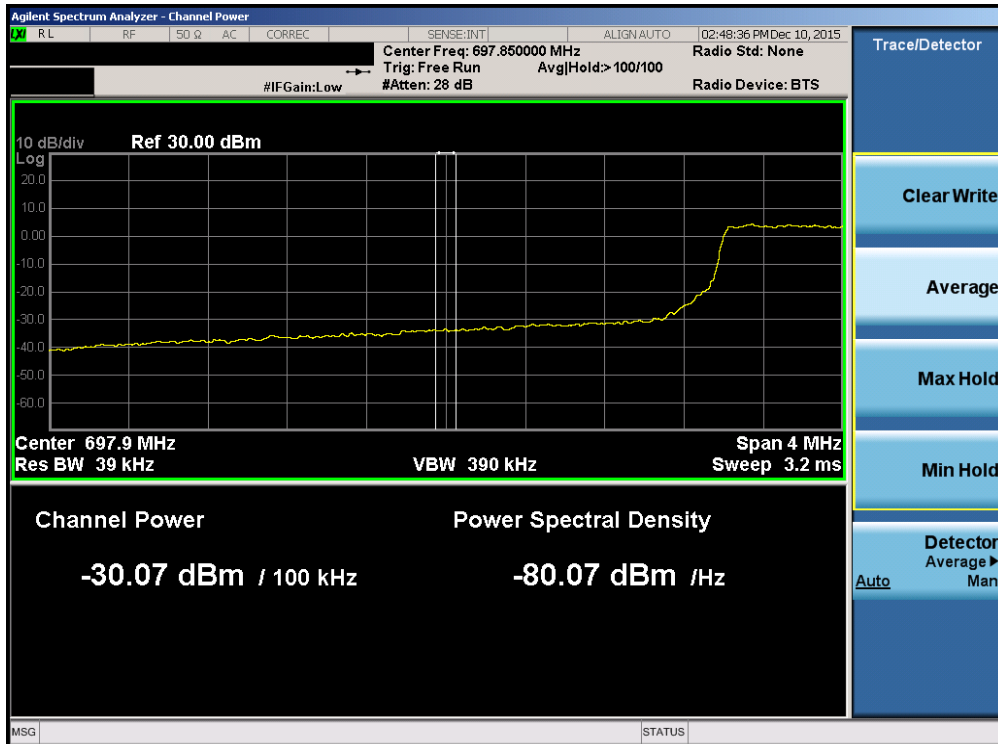 Agilent Spectrum Analyzer - Channel Power
LXI RL RF 50 Ω AC CORREC SENSE:INT ALIGN AUTO 02:48:36 PM Dec 10, 2015
Center Freq: 697.850000 MHz Radio Std: None
Trig: Free Run Avg|Hold:>100/100
#IFGain:Low #Atten: 28 dB Radio Device: BTS
10 dB/div Ref 30.00 dBm
Log
20.0
10.0
0.00
-10.0
-20.0
-30.0
-40.0
-50.0
-60.0
Center 697.9 MHz Span 4 MHz
Res BW 39 kHz VBW 390 kHz Sweep 3.2 ms
Channel Power Power Spectral Density
-30.07 dBm / 100 kHz -80.07 dBm /Hz
Trace/Detector
Clear Write
Average
Max Hold
Min Hold
Detector
Average▶
Auto Man
MSG STATUS